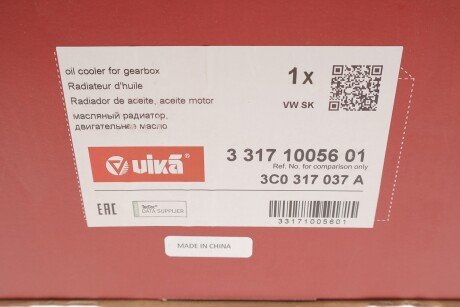 oil cooler for gearbox
Radiateur d'huile
Radiador de aceite, aceite motor
масляный радиатор,
двигательное масло
1 x
VW SK
vika®
3 317 10056 01
Ref. No. for comparison only
3C0 317 037 A
EAC
TecDoc
DATA SUPPLIER
33171005601
MADE IN CHINA